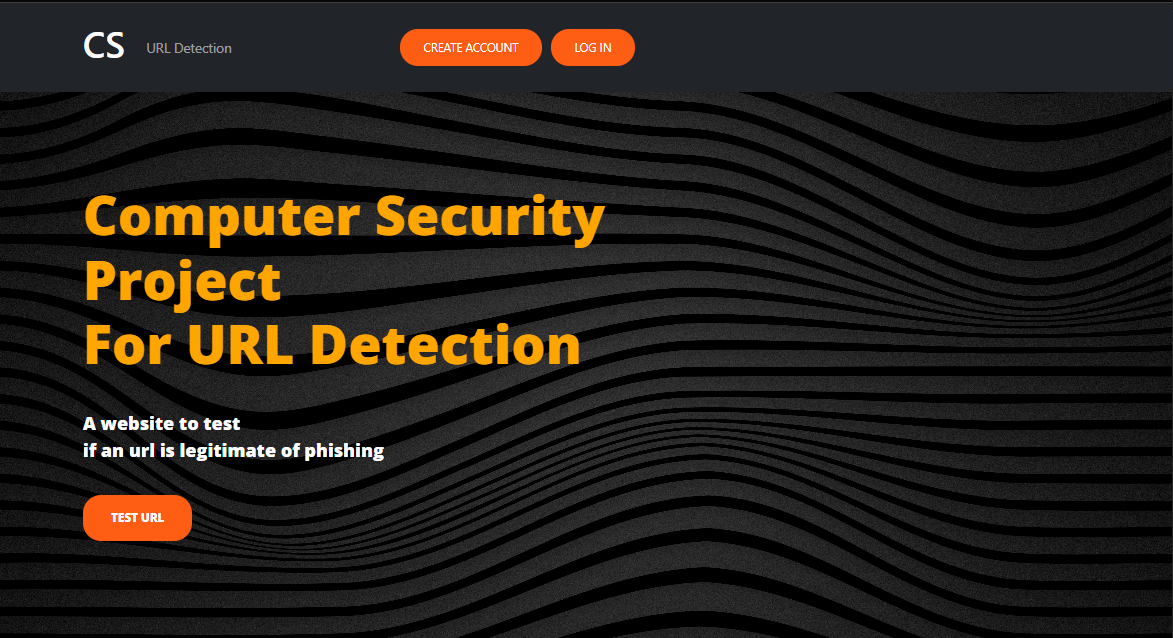 CS URL Detection CREATE ACCOUNT LOG IN
Computer Security
Project
For URL Detection
A website to test
if an url is legitimate of phishing
TEST URL